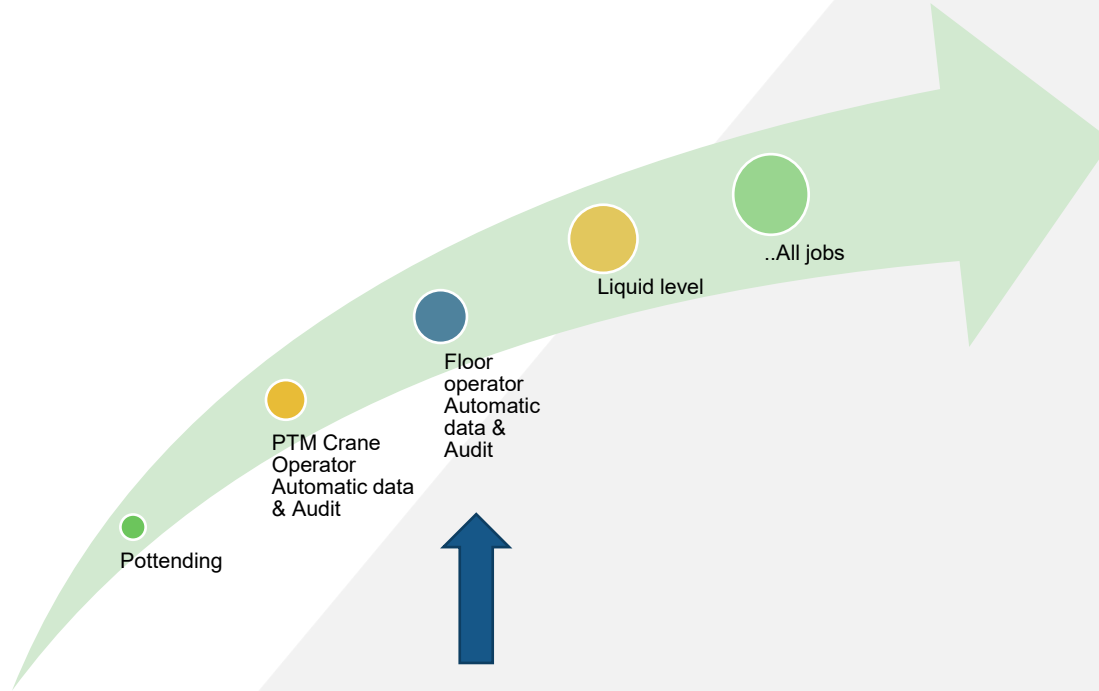 Pottending
PTM Crane
Operator
Automatic data
& Audit
Floor
operator
Automatic
data &
Audit
Liquid level
..All jobs